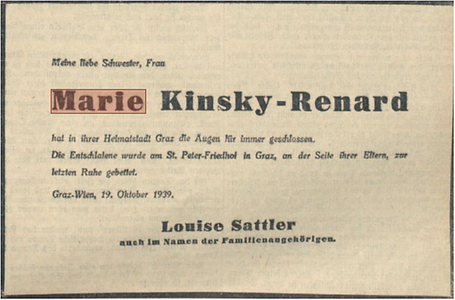 Meine liebe Schwester, Frau
Marie Kinsky-Renard
hat in ihrer Heimatstadt Graz die Augen für immer geschlossen.
Die Entschlafene wurde am St. Peter-Friedhof in Graz, an der Seite ihrer Eltern, zur
letzten Ruhe gebettet.
Graz-Wien, 19. Oktober 1939.
Louise Sattler
auch im Namen der Familienangehörigen.